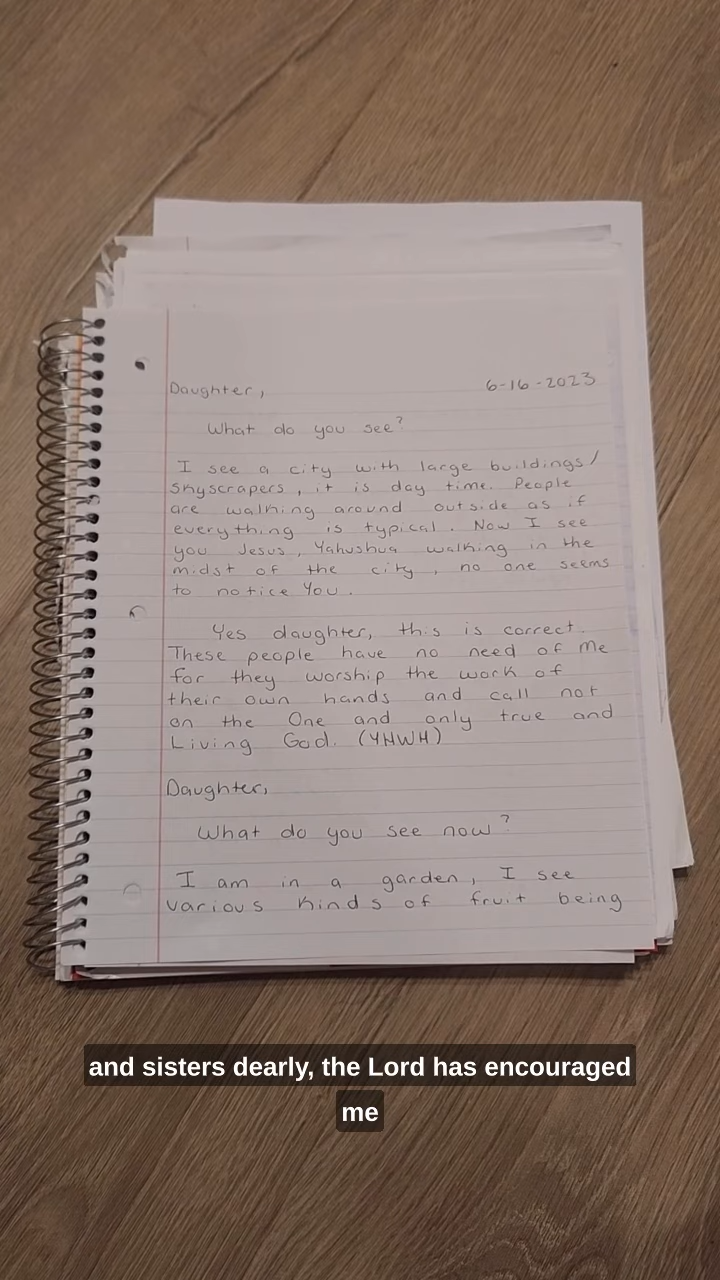 Daughter, 6-16-2023
What do you see?
I see a city with large buildings/
skyscrapers, it is day time. People
are walking around outside as if
everything is typical. Now I see
you Jesus, Yahushua walking in the
midst of the city, no one seems
to notice You.
Yes daughter, this is correct.
These people have no need of me
for they worship the work of
their own hands and call not
on the One and only true and
Living God. (YHWH)
Daughter,
What do you see now?
I am in a garden, I see
various kinds of fruit being
and sisters dearly, the Lord has encouraged
me